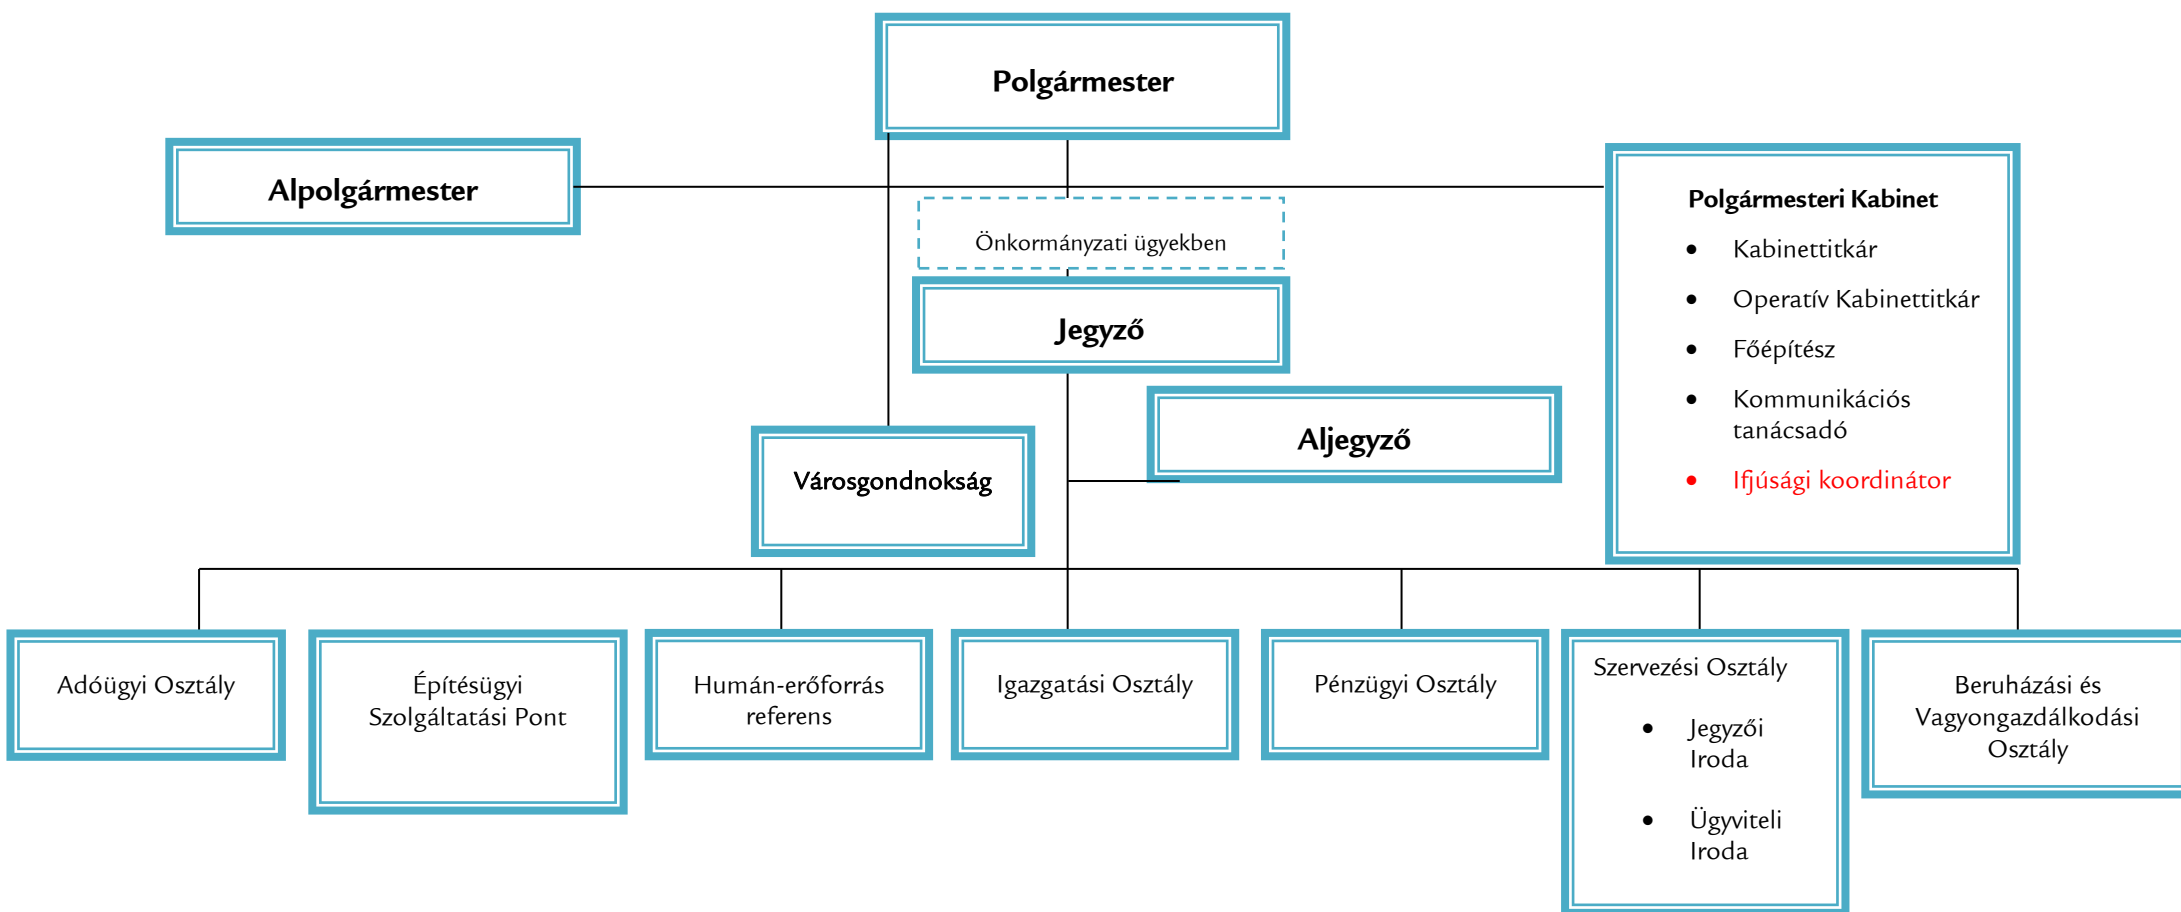 Polgármester
Alpolgármester
Polgármesteri Kabinet
• Kabinettitkár
• Operatív Kabinettitkár
• Főépítész
• Kommunikációs
tanácsadó
• Ifjúsági koordinátor
Önkormányzati ügyekben
Jegyző
Aljegyző
Városgondnokság
Adóügyi Osztály
Építésügyi
Szolgáltatási Pont
Humán-erőforrás
referens
Igazgatási Osztály
Pénzügyi Osztály
Szervezési Osztály
• Jegyzői
Iroda
• Ügyviteli
Iroda
Beruházási és
Vagyongazdálkodási
Osztály